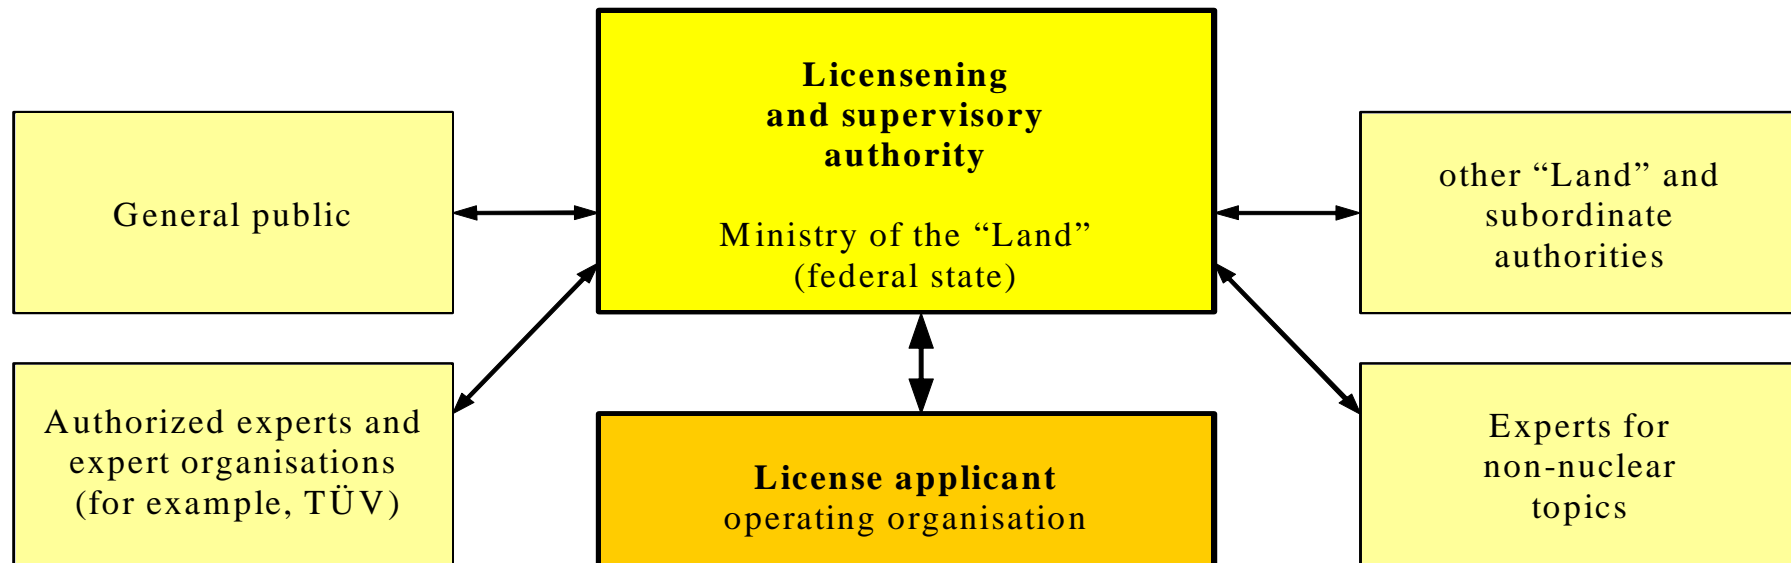 Licensening
and supervisory
authority
Ministry of the “Land”
(federal state)
General public
other “Land” and
subordinate
authorities
Authorized experts and
expert organisations
(for example, TÜV)
License applicant
operating organisation
Experts for
non-nuclear
topics